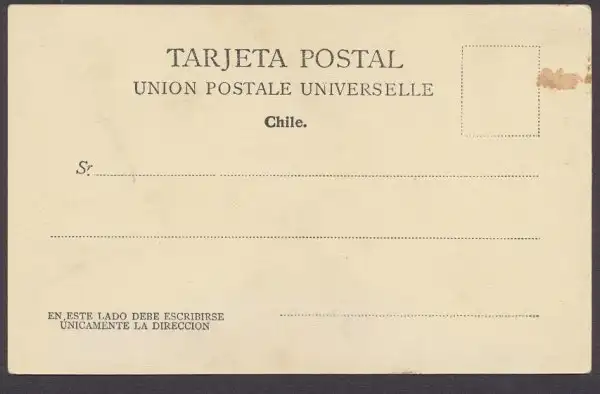 TARJETA POSTAL
UNION POSTALE UNIVERSELLE
Chile.
Sr
EN ESTE LADO DEBE ESCRIBIRSE
ÚNICAMENTE LA DIRECCION